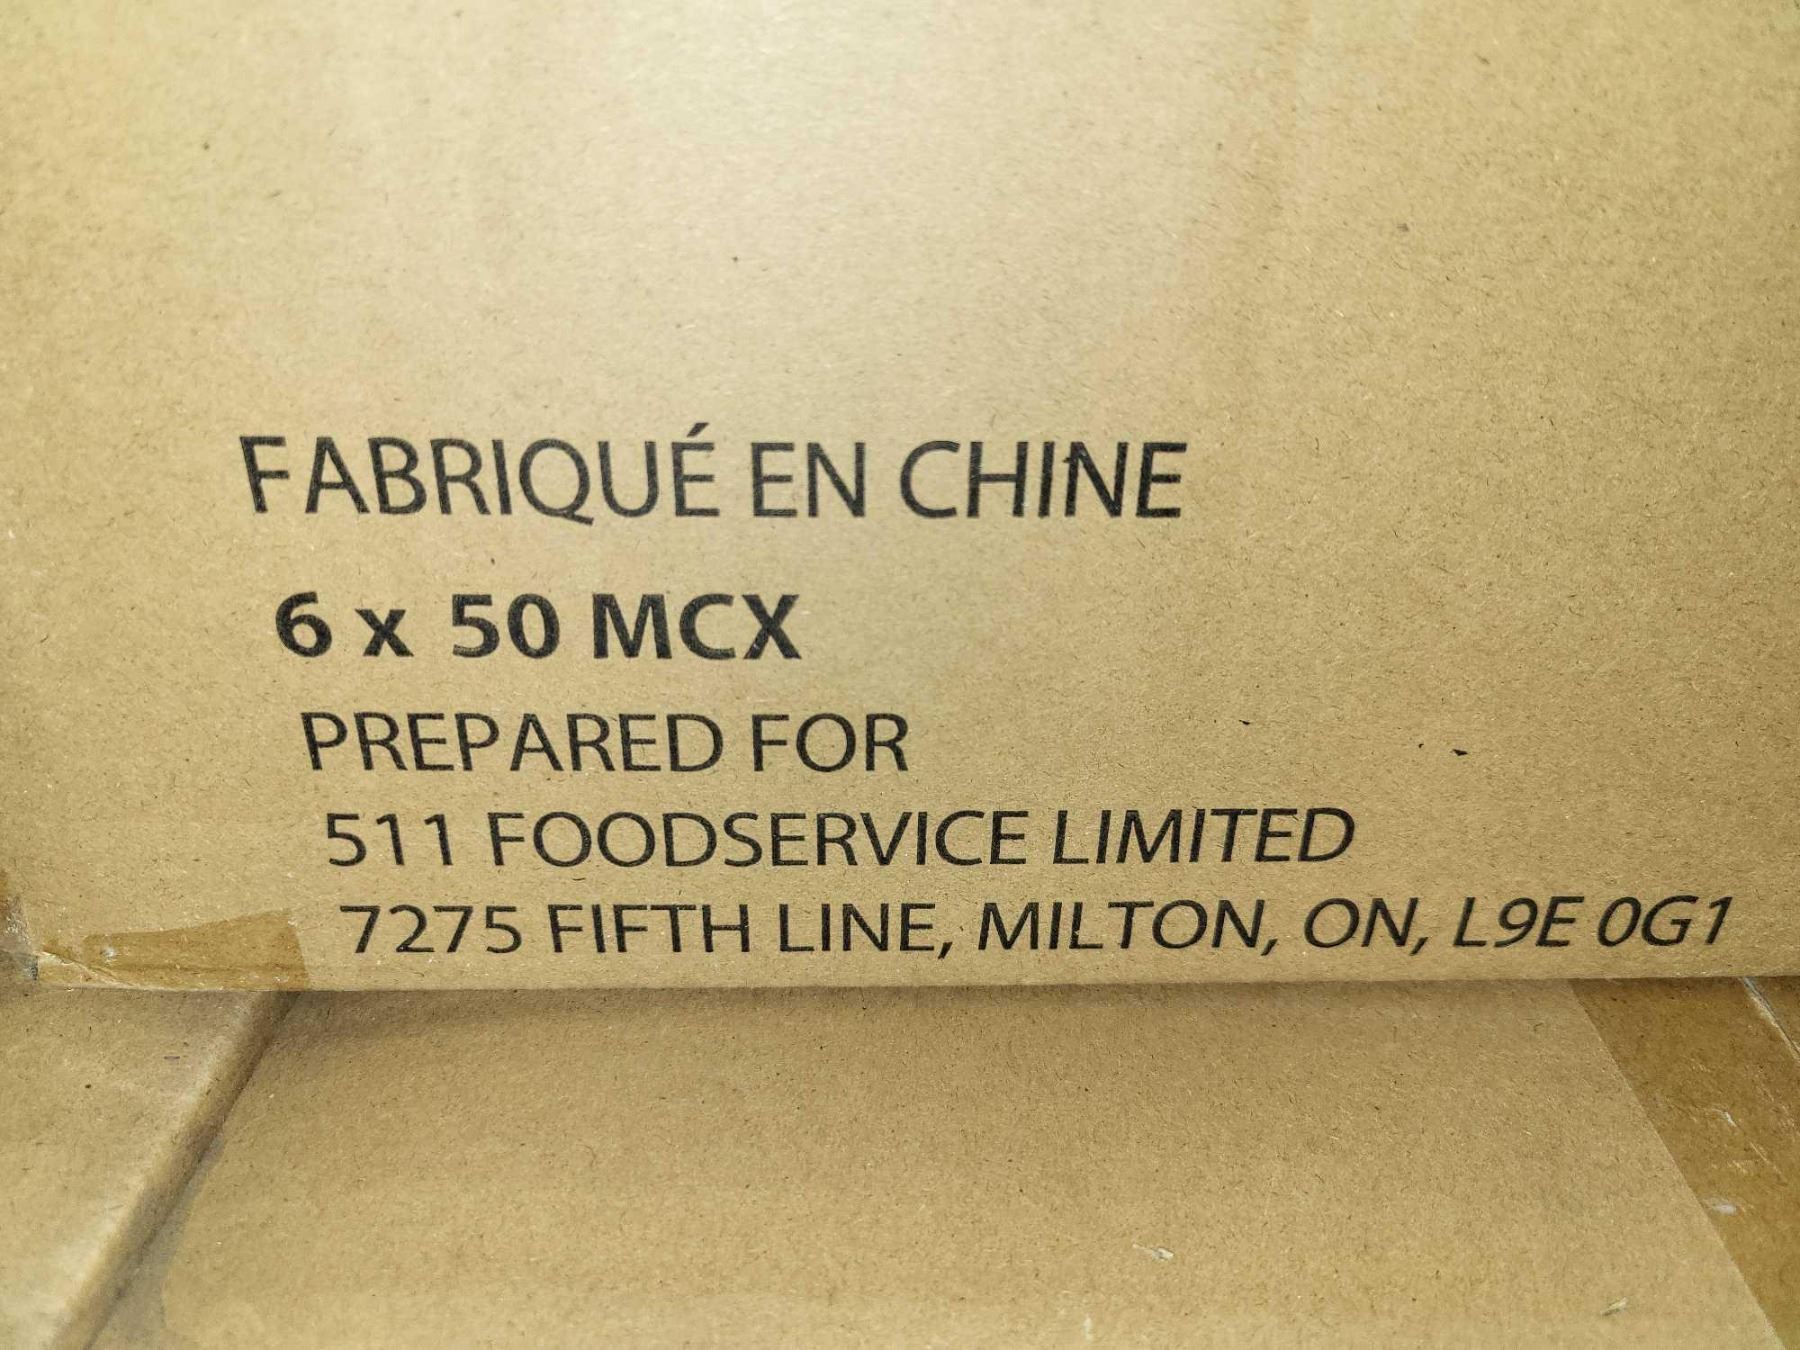 FABRIQUÉ EN CHINE
6 x 50 MCX
PREPARED FOR
511 FOODSERVICE LIMITED
7275 FIFTH LINE, MILTON, ON, L9E 0G1